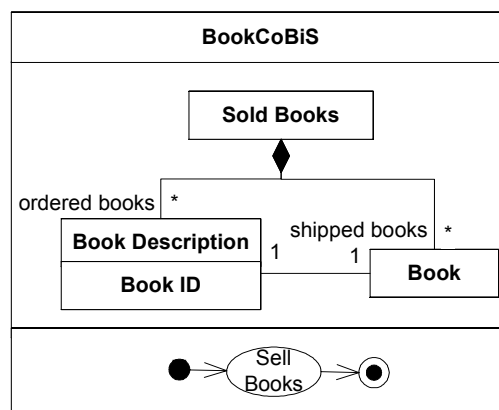 BookCoBiS
Sold Books
ordered books
*
shipped books
*
Book Description
1
1
Book
Book ID
Sell
Books